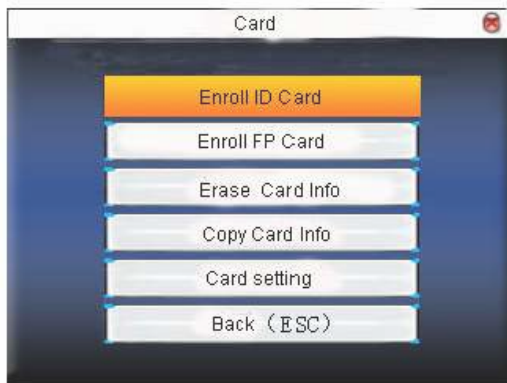 Card
Enroll ID Card
Enroll FP Card
Erase Card Info
Copy Card Info
Card setting
Back (ESC)